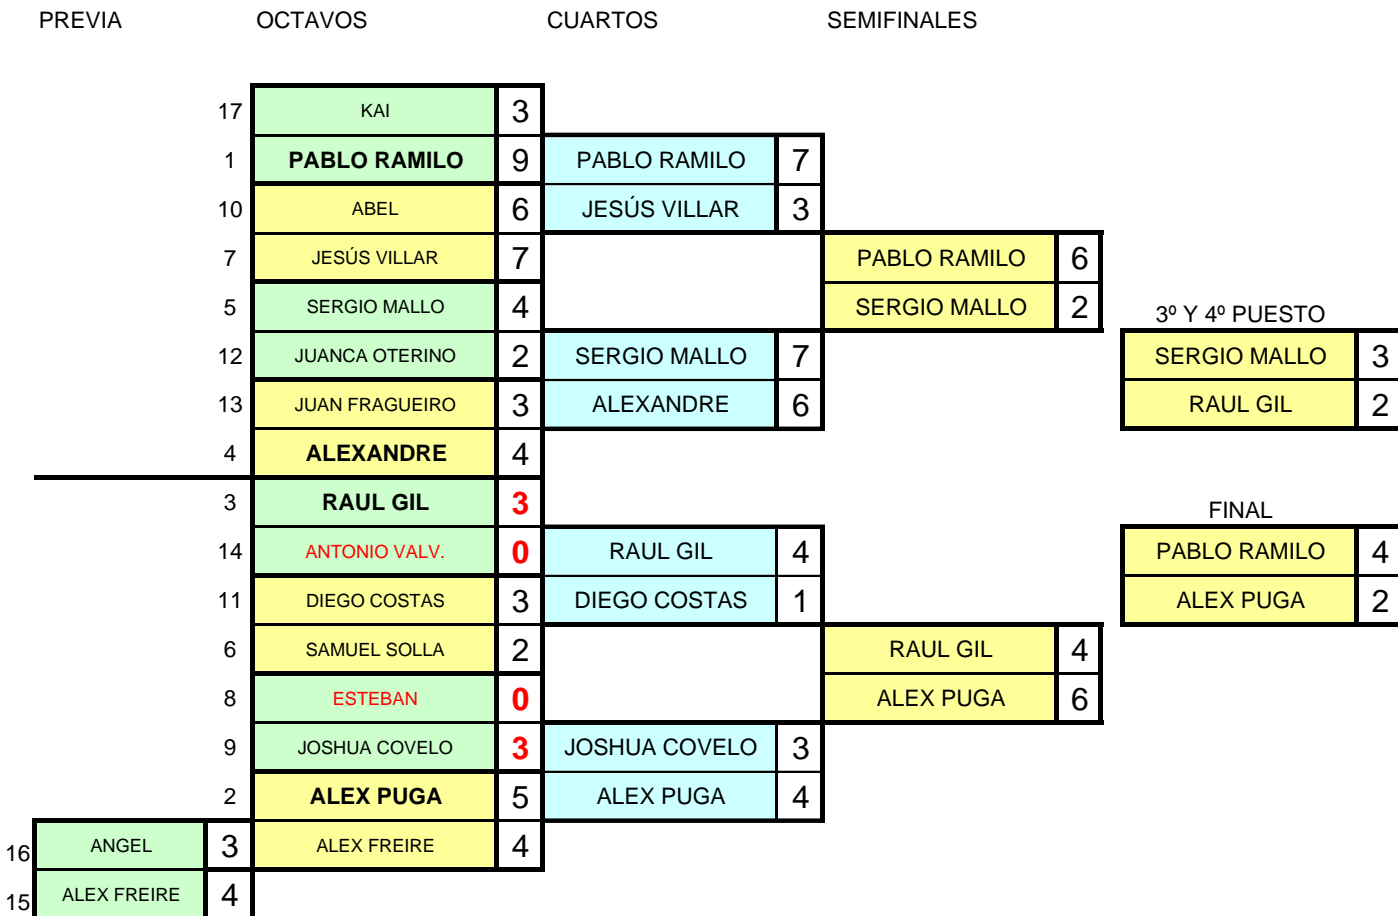 PREVIA OCTAVOS CUARTOS SEMIFINALES
17 KAI 3
1 PABLO RAMILO 9 PABLO RAMILO 7
10 ABEL 6 JESÚS VILLAR 3
7 JESÚS VILLAR 7 PABLO RAMILO 6
5 SERGIO MALLO 4 SERGIO MALLO 2 3º Y 4º PUESTO
12 JUANCA OTERINO 2 SERGIO MALLO 7 SERGIO MALLO 3
13 JUAN FRAGUEIRO 3 ALEXANDRE 6 RAUL GIL 2
4 ALEXANDRE 4
3 RAUL GIL 3 FINAL
14 ANTONIO VALV. 0 RAUL GIL 4 PABLO RAMILO 4
11 DIEGO COSTAS 3 DIEGO COSTAS 1 ALEX PUGA 2
6 SAMUEL SOLLA 2 RAUL GIL 4
8 ESTEBAN 0 ALEX PUGA 6
9 JOSHUA COVELO 3 JOSHUA COVELO 3
2 ALEX PUGA 5 ALEX PUGA 4
16 ANGEL 3 ALEX FREIRE 4
15 ALEX FREIRE 4